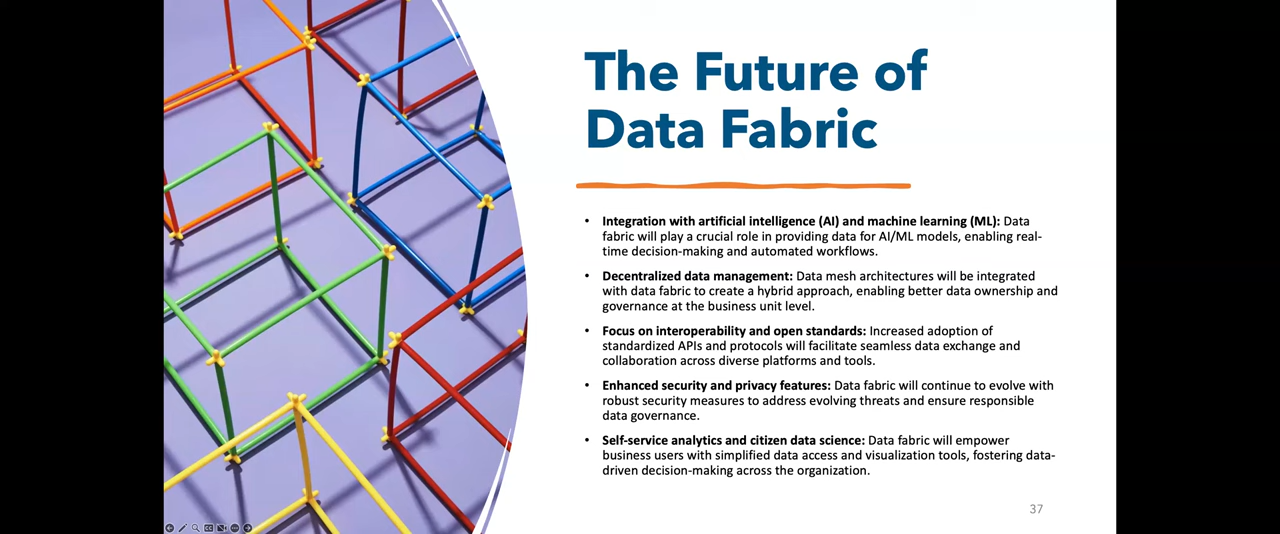 The Future of
Data Fabric
• Integration with artificial intelligence (AI) and machine learning (ML): Data
fabric will play a crucial role in providing data for AI/ML models, enabling real-
time decision-making and automated workflows.
• Decentralized data management: Data mesh architectures will be integrated
with data fabric to create a hybrid approach, enabling better data ownership and
governance at the business unit level.
• Focus on interoperability and open standards: Increased adoption of
standardized APIs and protocols will facilitate seamless data exchange and
collaboration across diverse platforms and tools.
• Enhanced security and privacy features: Data fabric will continue to evolve with
robust security measures to address evolving threats and ensure responsible
data governance.
• Self-service analytics and citizen data science: Data fabric will empower
business users with simplified data access and visualization tools, fostering data-
driven decision-making across the organization.
37